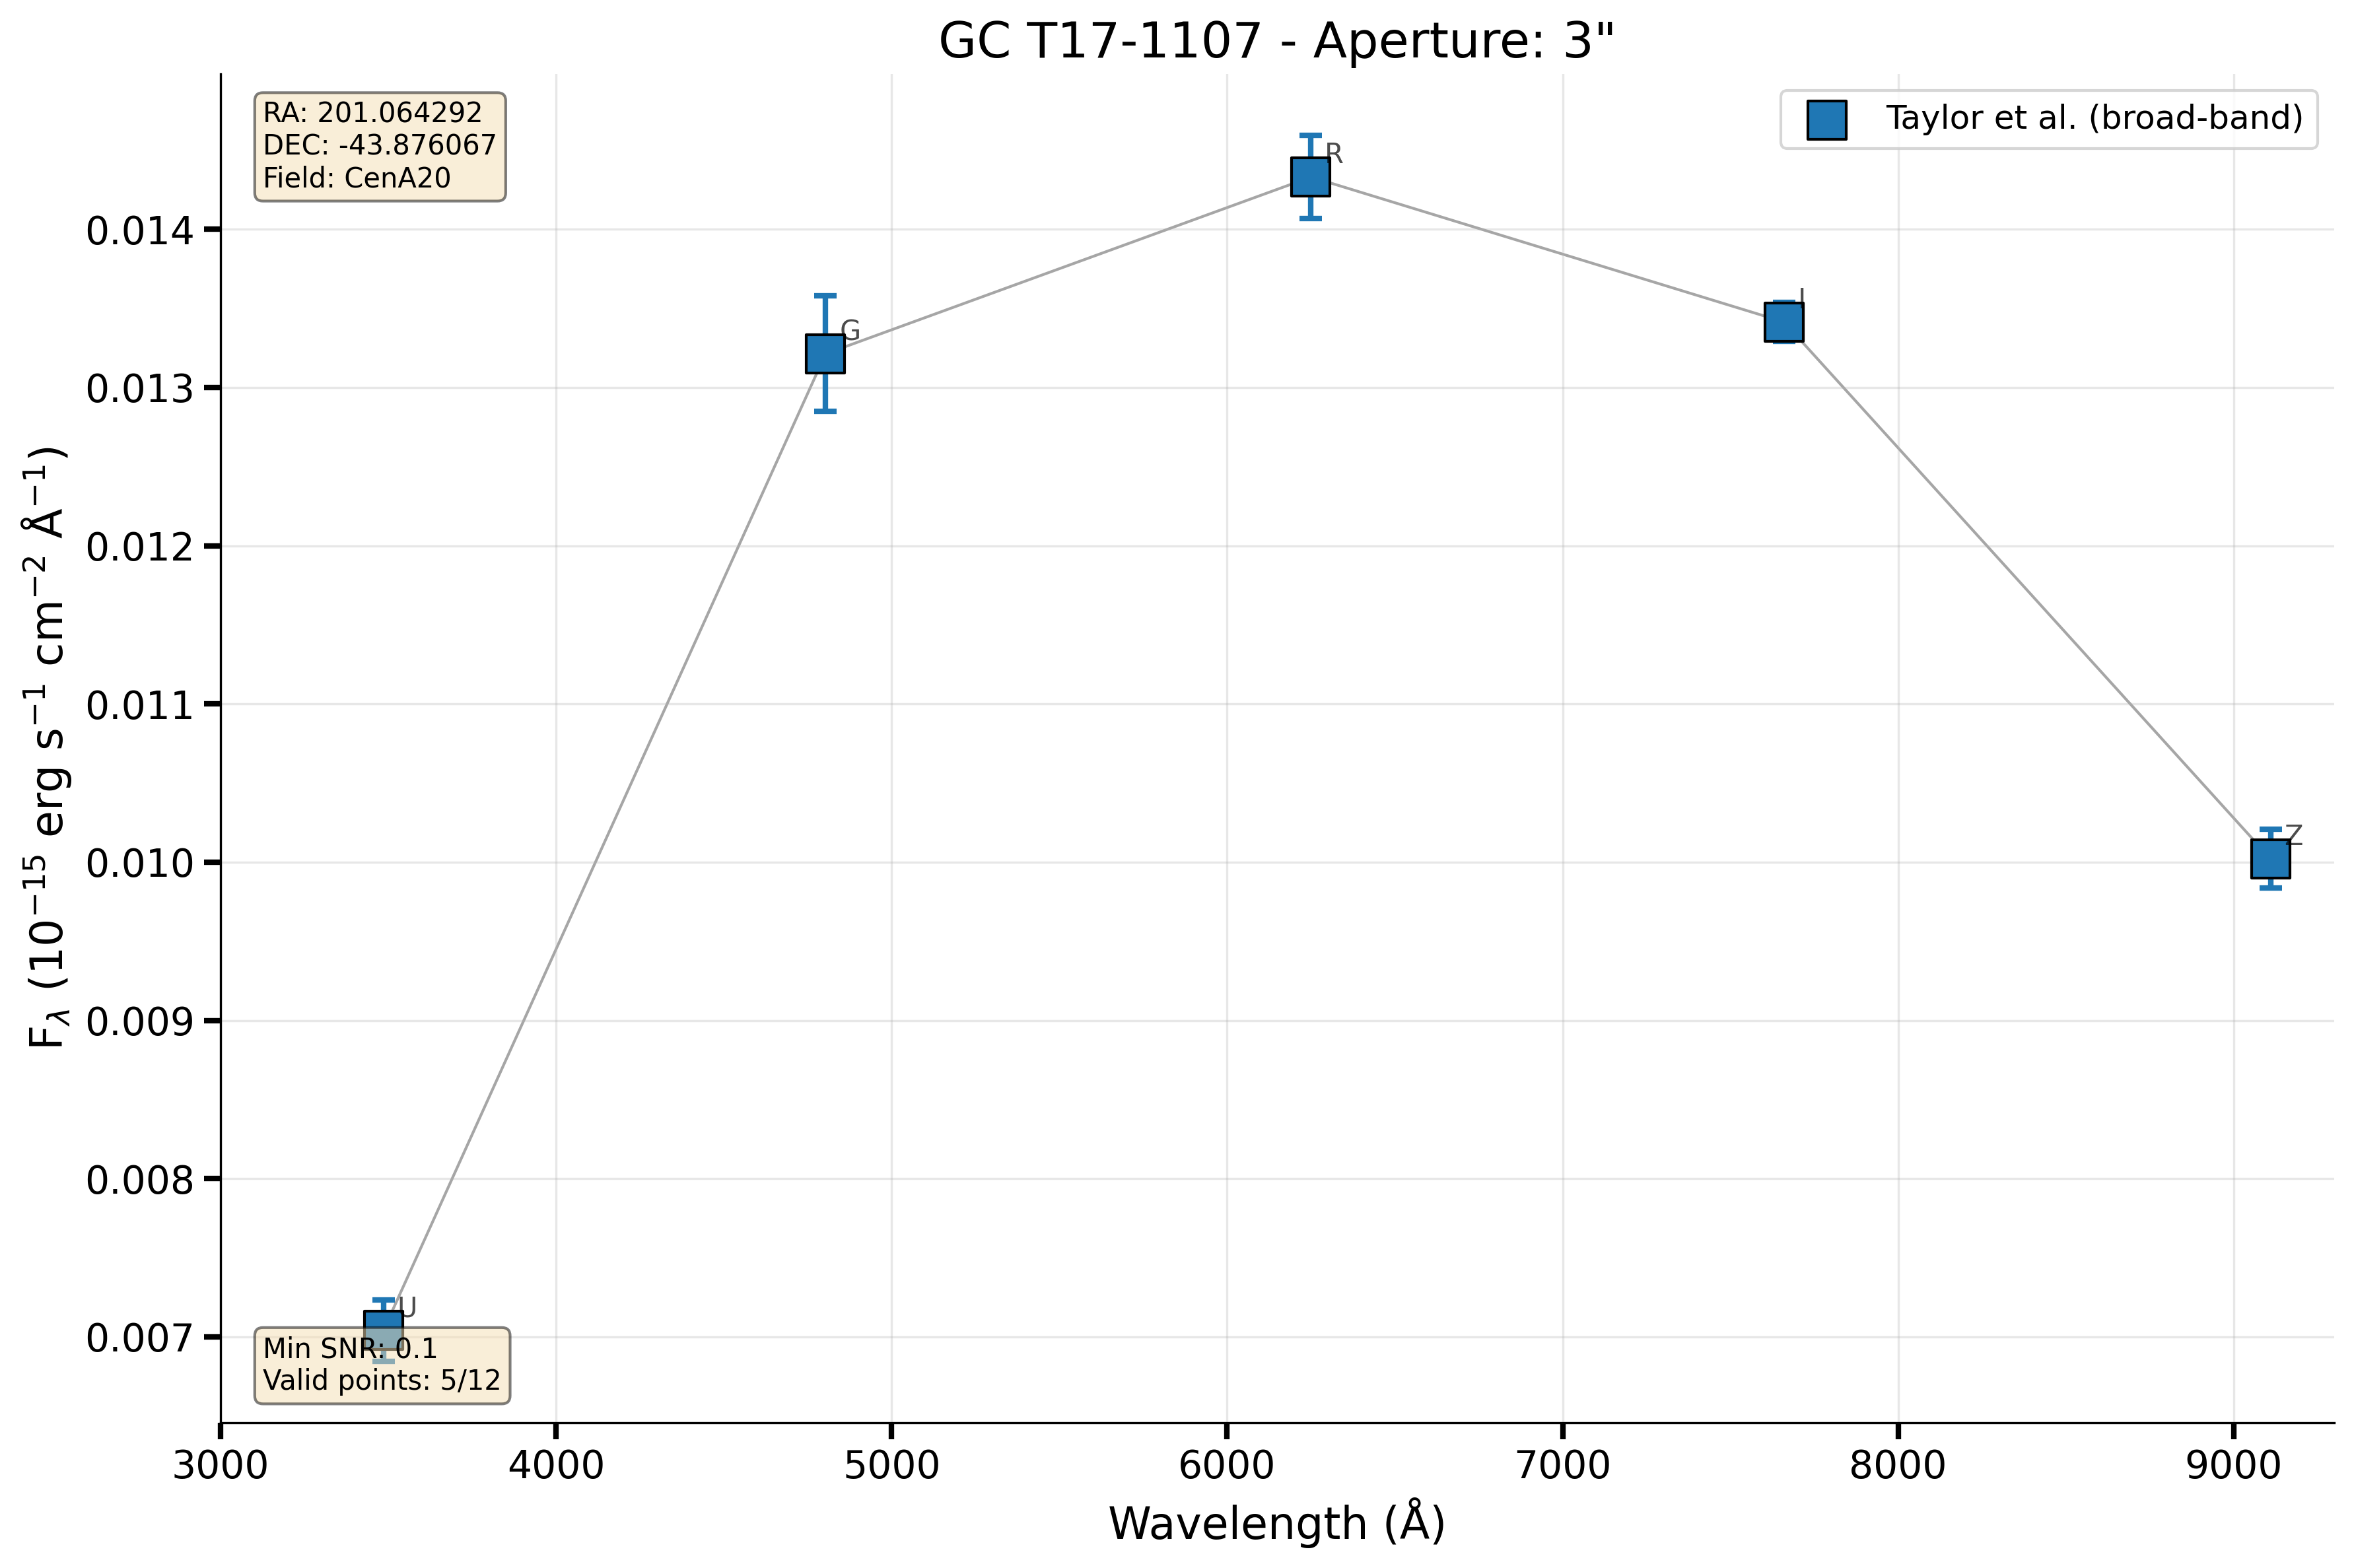 GC T17-1107 - Aperture: 3"
RA: 201.064292
DEC: -43.876067
Field: CenA20
Taylor et al. (broad-band)
R
G
I
Z
U
Min SNR: 0.1
Valid points: 5/12
0.014
0.013
0.012
0.011
0.010
0.009
0.008
0.007
F_λ (10⁻¹⁵ erg s⁻¹ cm⁻² Å⁻¹)
3000 4000 5000 6000 7000 8000 9000
Wavelength (Å)